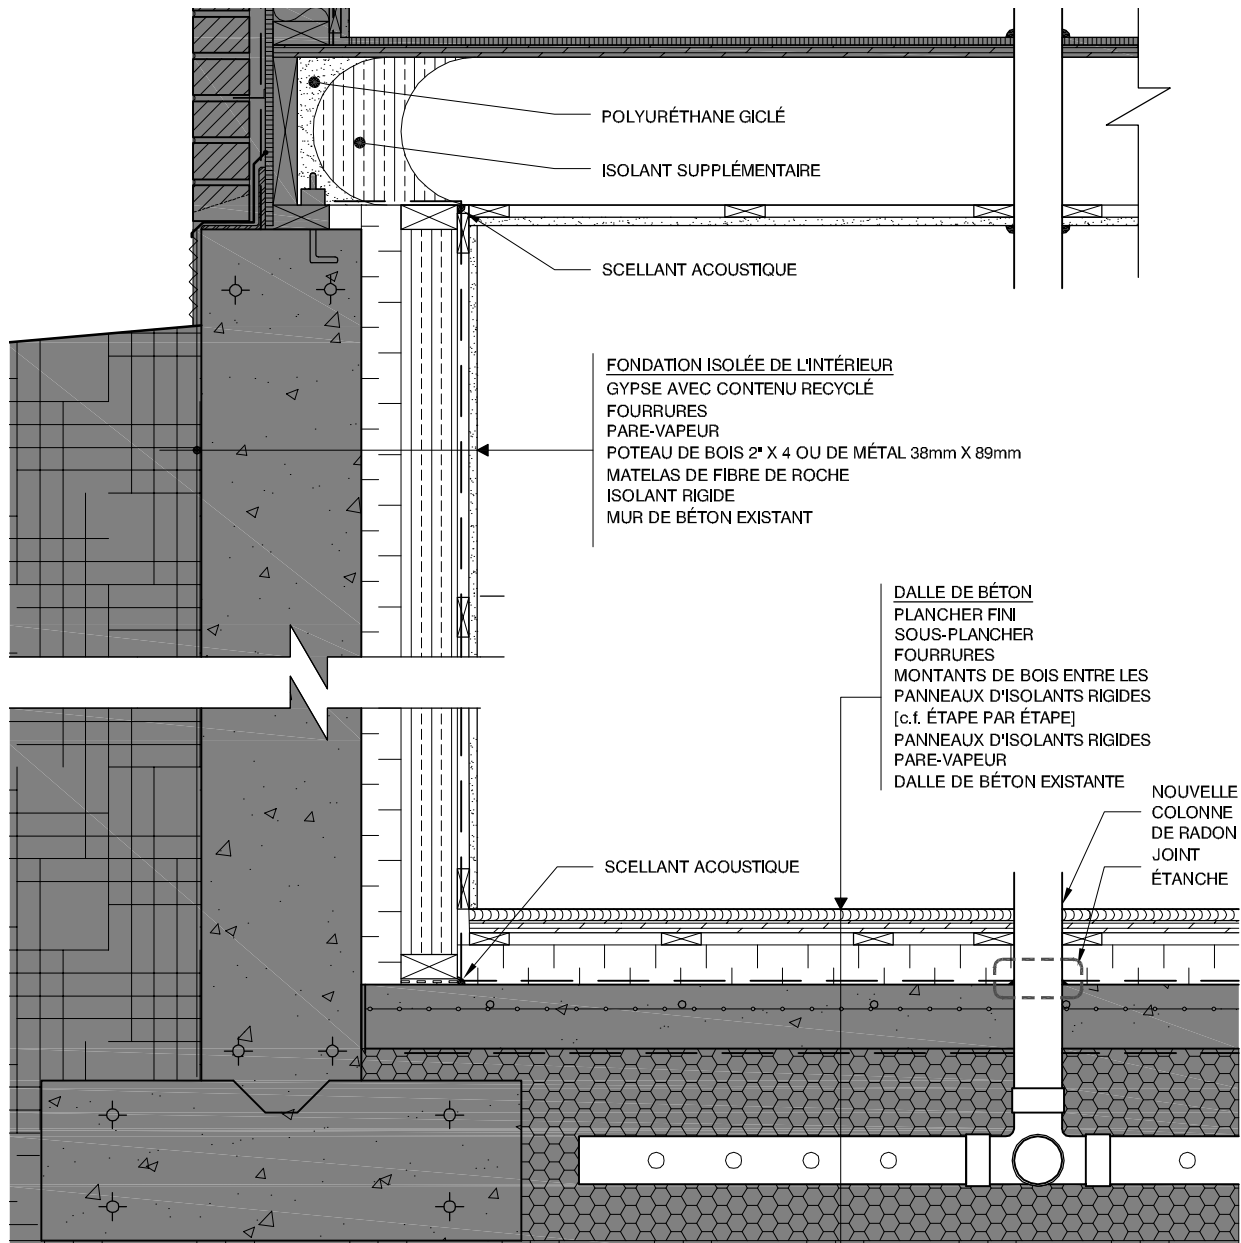 POLYURÉTHANE GICLÉ
ISOLANT SUPPLÉMENTAIRE
SCELLANT ACOUSTIQUE
FONDATION ISOLÉE DE L'INTÉRIEUR
GYPSE AVEC CONTENU RECYCLÉ
FOURRURES
PARE-VAPEUR
POTEAU DE BOIS 2" X 4 OU DE MÉTAL 38mm X 89mm
MATELAS DE FIBRE DE ROCHE
ISOLANT RIGIDE
MUR DE BÉTON EXISTANT
DALLE DE BÉTON
PLANCHER FINI
SOUS-PLANCHER
FOURRURES
MONTANTS DE BOIS ENTRE LES
PANNEAUX D'ISOLANTS RIGIDES
[c.f. ÉTAPE PAR ÉTAPE]
PANNEAUX D'ISOLANTS RIGIDES
PARE-VAPEUR
DALLE DE BÉTON EXISTANTE
NOUVELLE
COLONNE
DE RADON
JOINT
ÉTANCHE
SCELLANT ACOUSTIQUE